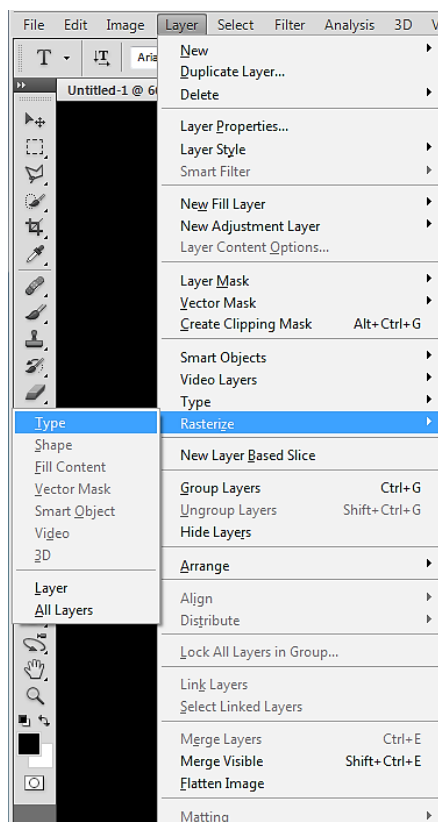 File Edit Image Layer Select Filter Analysis 3D
T T Aria
Untitled-1 @ 6
New
Duplicate Layer...
Delete
Layer Properties...
Layer Style
Smart Filter
New Fill Layer
New Adjustment Layer
Layer Content Options...
Layer Mask
Vector Mask
Create Clipping Mask Alt+Ctrl+G
Smart Objects
Video Layers
Type
Rasterize
Type
Shape
Fill Content
Vector Mask
Smart Object
Video
3D
Layer
All Layers
New Layer Based Slice
Group Layers Ctrl+G
Ungroup Layers Shift+Ctrl+G
Hide Layers
Arrange
Align
Distribute
Lock All Layers in Group...
Link Layers
Select Linked Layers
Merge Layers Ctrl+E
Merge Visible Shift+Ctrl+E
Flatten Image
Matting